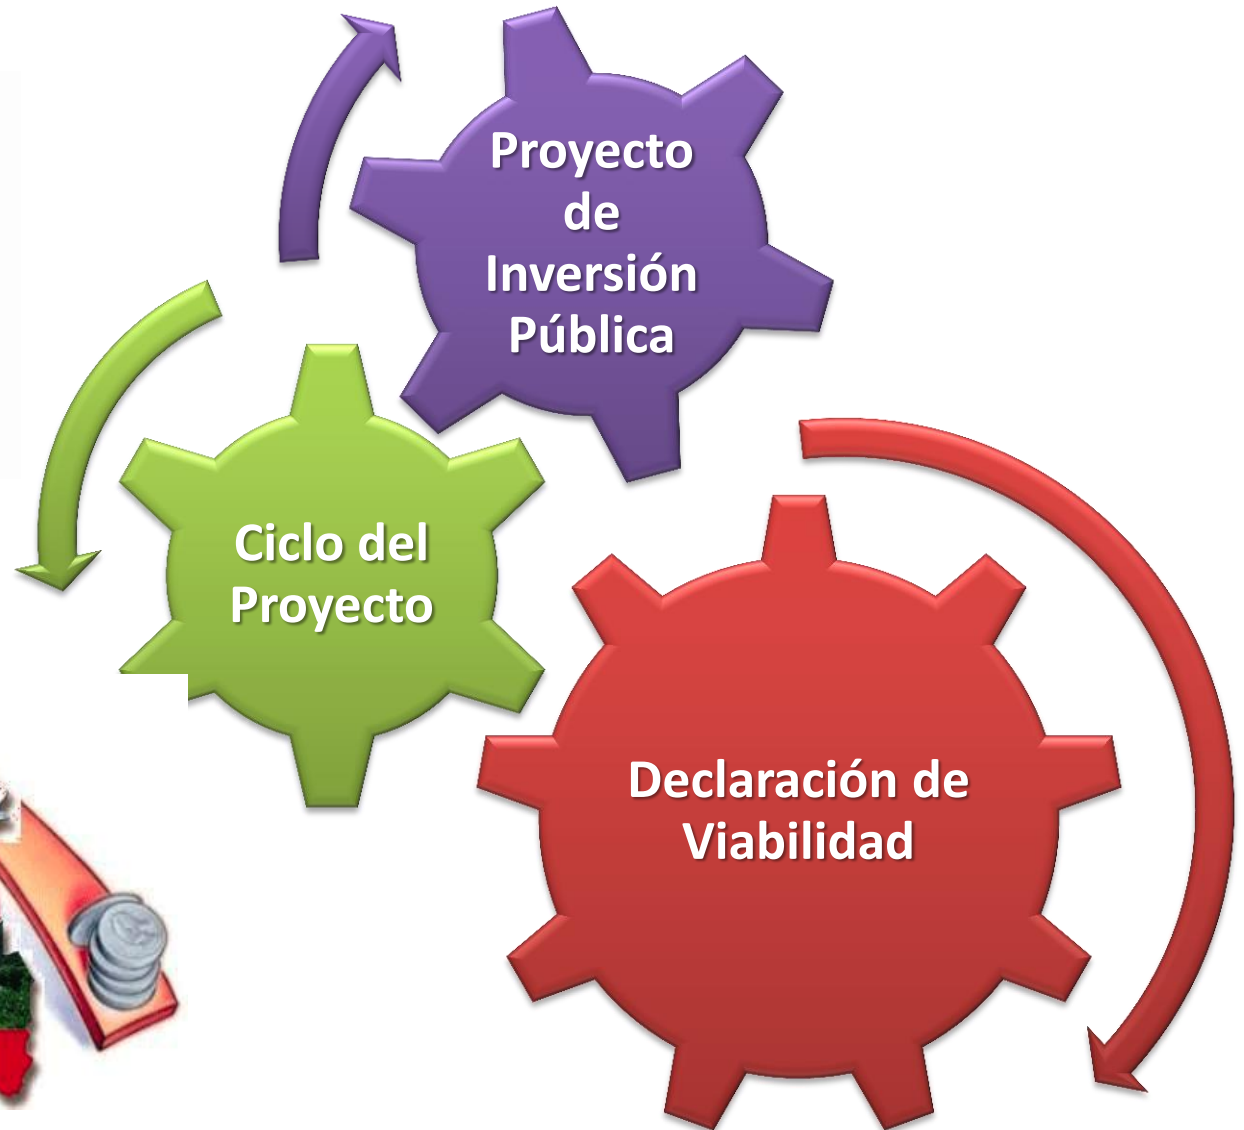 Proyecto
de
Inversión
Pública
Ciclo del
Proyecto
Declaración de
Viabilidad